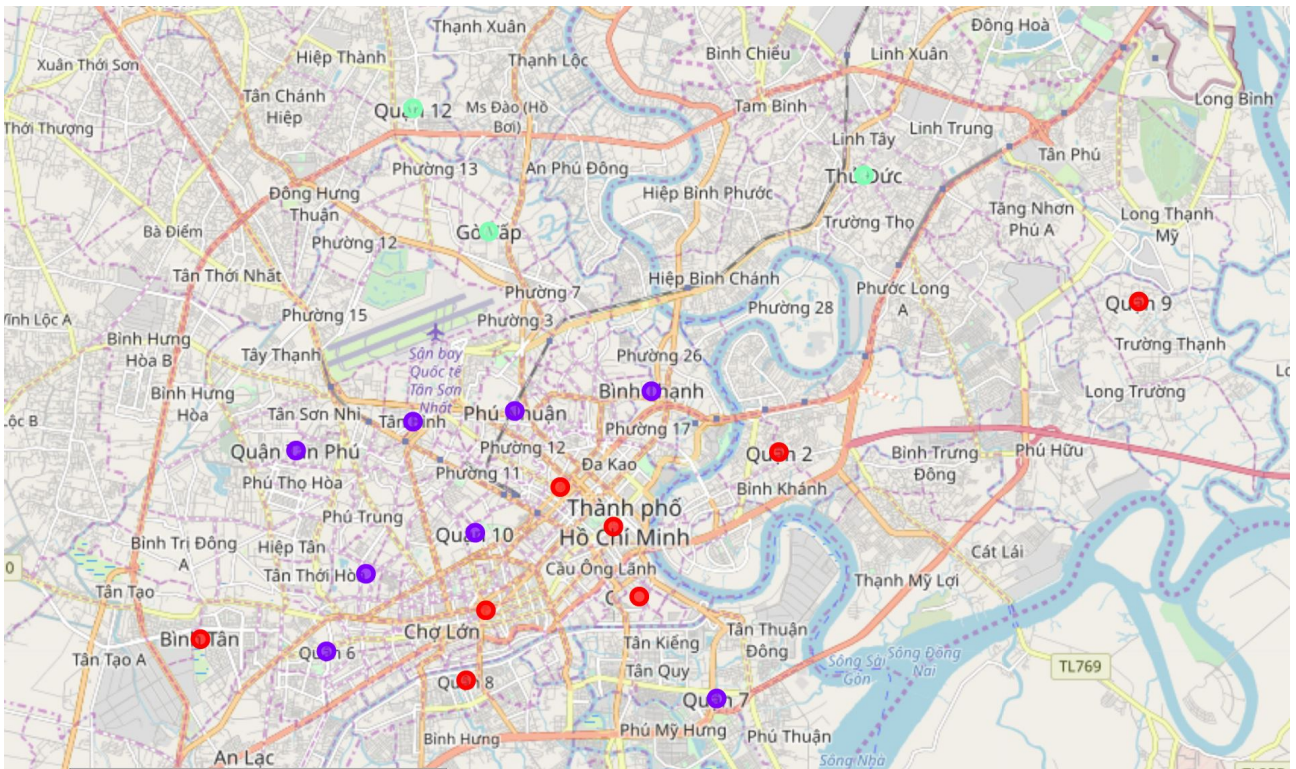 Thạnh Xuân
Đông Hoà
Xuân Thới Sơn
Hiệp Thành
Thạnh Lộc
Bình Chiểu
Linh Xuân
Tân Chánh
Hiệp
Quận 12
Ms Đào (Hồ
Bơi)
Tam Bình
Long Bình
Thới Thượng
Linh Trung
Linh Tây
Tân Phú
Phường 13
An Phú Đông
Thủ Đức
Hiệp Bình Phước
Đông Hưng
Thuận
Tăng Nhơn
Phú A
Long Thạnh
Mỹ
Trường Thọ
Bà Điểm
Phường 12
Gò Vấp
Tân Thới Nhất
Hiệp Bình Chánh
Phường 7
Phước Long
A
Phường 28
Quận 9
Phường 15
Phường 3
Vĩnh Lộc A
Bình Hưng
Hòa B
Tây Thạnh
Sân bay
Quốc tế
Tân Sơn
Nhất
Phường 26
Trường Thạnh
Bình Hưng
Hòa
Bình Thạnh
Long Trường
Lộc B
Tân Sơn Nhì
Tân Bình
Phú Nhuận
Phường 17
Quận Tân Phú
Phường 12
Quận 2
Bình Trưng
Đông
Phú Hữu
Phường 11
Đa Kao
Phú Thọ Hòa
Bình Khánh
Phú Trung
Thành phố
Hồ Chí Minh
Quận 10
Bình Trị Đông
A
Hiệp Tân
Cát Lái
0
Tân Thới Hòa
Cầu Ông Lãnh
Thạnh Mỹ Lợi
Tân Tạo
Chợ Lớn
Bình Tân
Tân Kiểng
Tân Thuận
Đông
Tân Tạo A
Quận 6
Sông Sài
Gòn
Sông Đồng
Nai
TL769
Tân Quy
Quận 8
Quận 7
Phú Mỹ Hưng
Phú Thuận
Bình Hưng
An Lạc
Sông Nhà